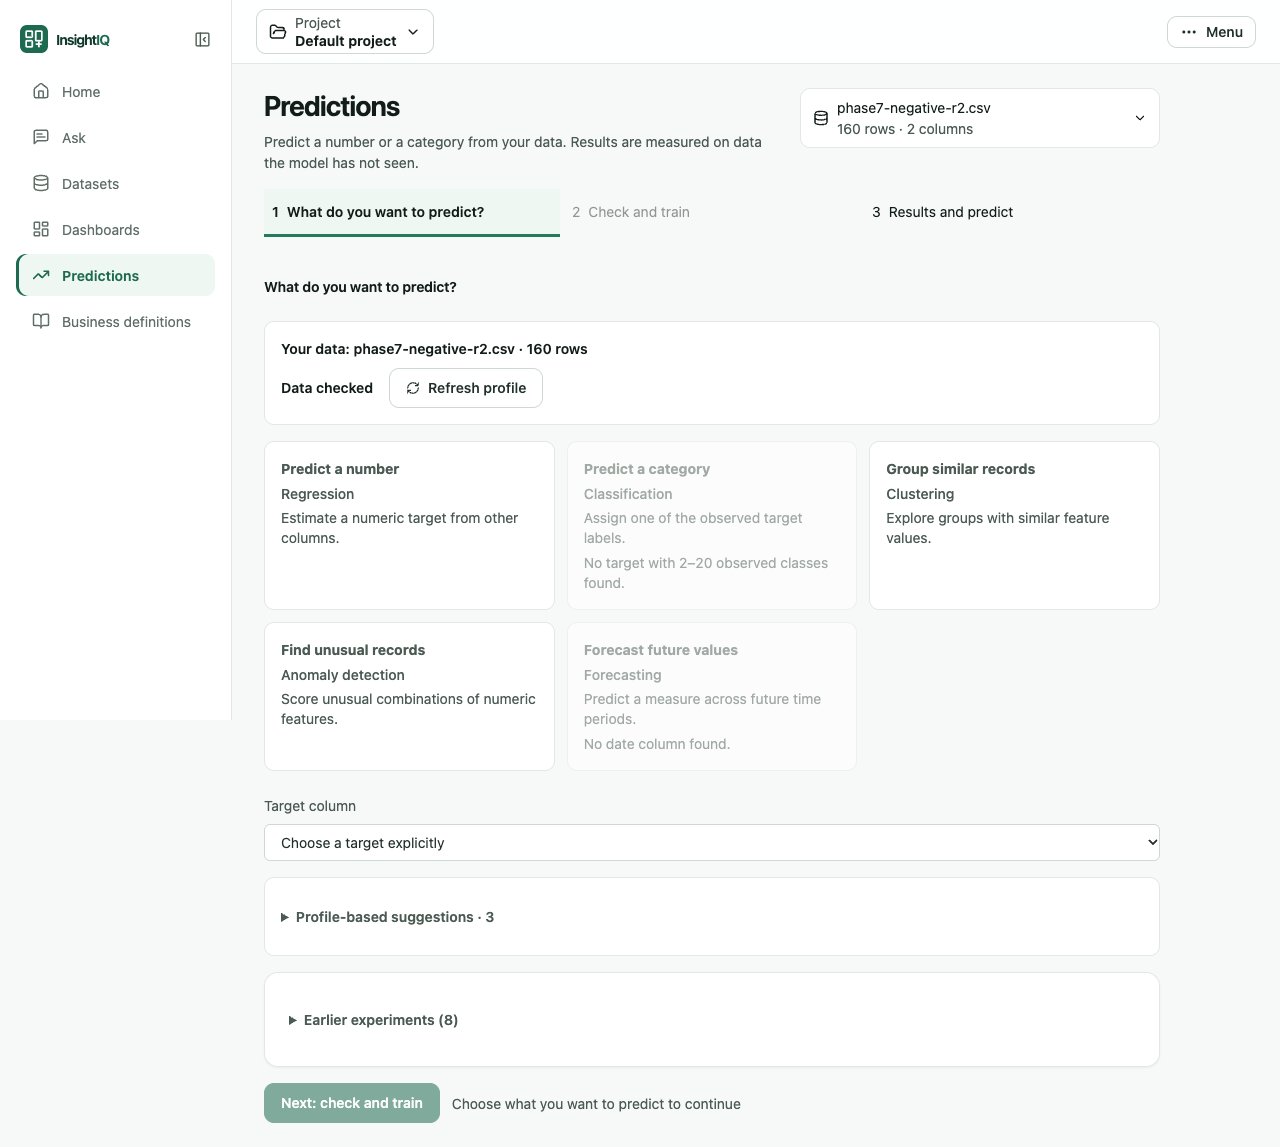 InsightIQ
Project
Default project
Menu
Home
Ask
Datasets
Dashboards
Predictions
Business definitions
Predictions
Predict a number or a category from your data. Results are measured on data
the model has not seen.
phase7-negative-r2.csv
160 rows · 2 columns
1 What do you want to predict?
2 Check and train
3 Results and predict
What do you want to predict?
Your data: phase7-negative-r2.csv · 160 rows
Data checked
Refresh profile
Predict a number
Regression
Estimate a numeric target from other
columns.
Predict a category
Classification
Assign one of the observed target
labels.
No target with 2–20 observed classes
found.
Group similar records
Clustering
Explore groups with similar feature
values.
Find unusual records
Anomaly detection
Score unusual combinations of numeric
features.
Forecast future values
Forecasting
Predict a measure across future time
periods.
No date column found.
Target column
Choose a target explicitly
Profile-based suggestions · 3
Earlier experiments (8)
Next: check and train
Choose what you want to predict to continue